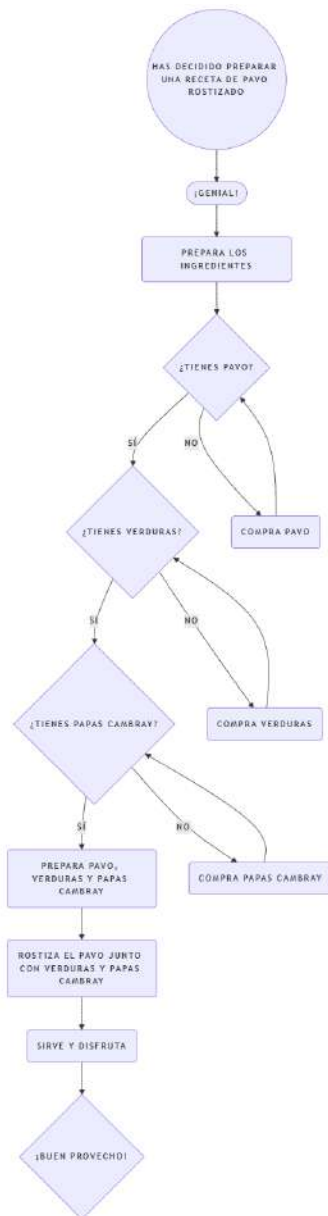 HAS DECIDIDO PREPARAR
UNA RECETA DE PAVO
ROSTIZADO
¡GENIAL!
PREPARA LOS
INGREDIENTES
¿TIENES PAVO?
SÍ
NO
COMPRA PAVO
¿TIENES VERDURAS?
SÍ
NO
COMPRA VERDURAS
¿TIENES PAPAS CAMBRAY?
SÍ
NO
COMPRA PAPAS CAMBRAY
PREPARA PAVO,
VERDURAS Y PAPAS
CAMBRAY
ROSTIZA EL PAVO JUNTO
CON VERDURAS Y PAPAS
CAMBRAY
SIRVE Y DISFRUTA
¡BUEN PROVECHO!